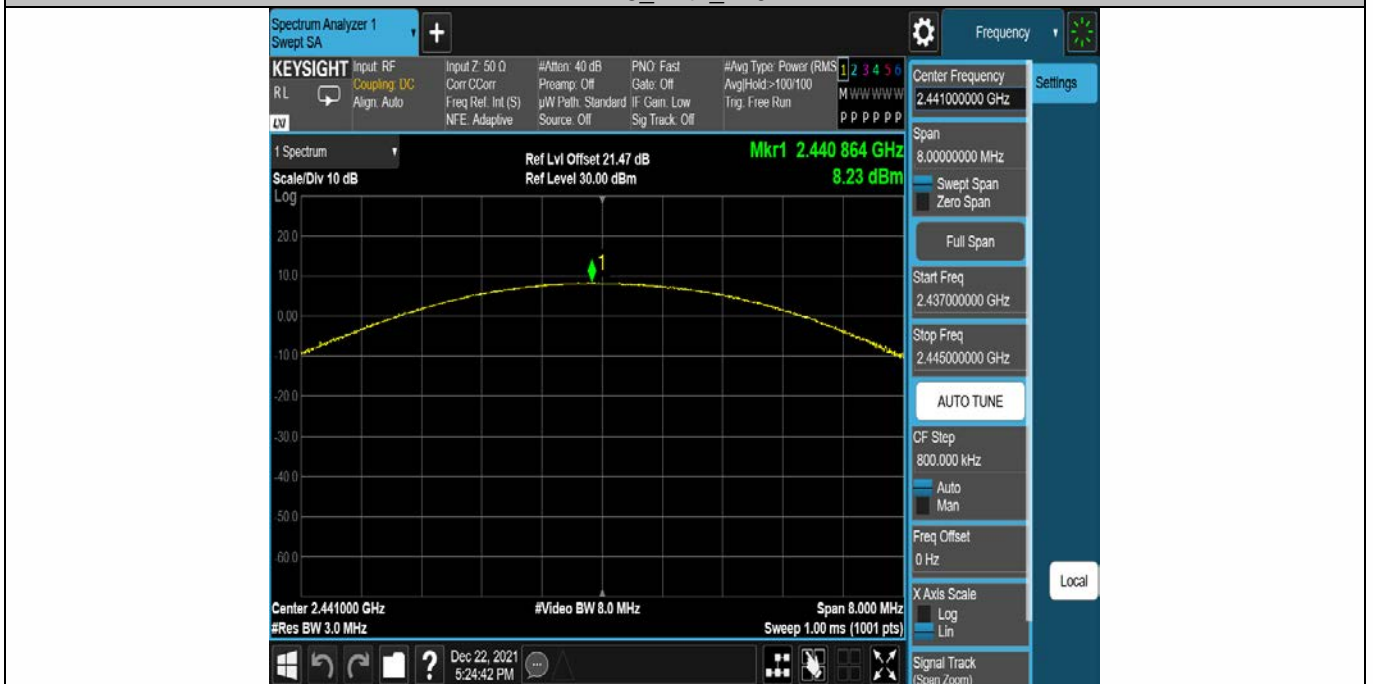 Spectrum Analyzer 1
Swept SA
+
Frequency
KEYSIGHT
RL
LXI
Input: RF
Coupling: DC
Align: Auto
Input Z: 50 Ω
Corr CCorr
Freq Ref: Int (S)
NFE: Adaptive
#Atten: 40 dB
Preamp: Off
µW Path: Standard
Source: Off
PNO: Fast
Gate: Off
IF Gain: Low
Sig Track: Off
#Avg Type: Power (RMS
Avg|Hold:>100/100
Trig: Free Run
1 2 3 4 5 6
M W W W W W
P P P P P P
1 Spectrum
Scale/Div 10 dB
Log
Ref Lvl Offset 21.47 dB
Ref Level 30.00 dBm
Mkr1 2.440 864 GHz
8.23 dBm
1
20.0
10.0
0.00
-10.0
-20.0
-30.0
-40.0
-50.0
-60.0
Center 2.441000 GHz
#Res BW 3.0 MHz
#Video BW 8.0 MHz
Span 8.000 MHz
Sweep 1.00 ms (1001 pts)
?
Dec 22, 2021
5:24:42 PM
Center Frequency
2.441000000 GHz
Span
8.00000000 MHz
Swept Span
Zero Span
Full Span
Start Freq
2.437000000 GHz
Stop Freq
2.445000000 GHz
AUTO TUNE
CF Step
800.000 kHz
Auto
Man
Freq Offset
0 Hz
X Axis Scale
Log
Lin
Signal Track
(Span Zoom)
Settings
Local